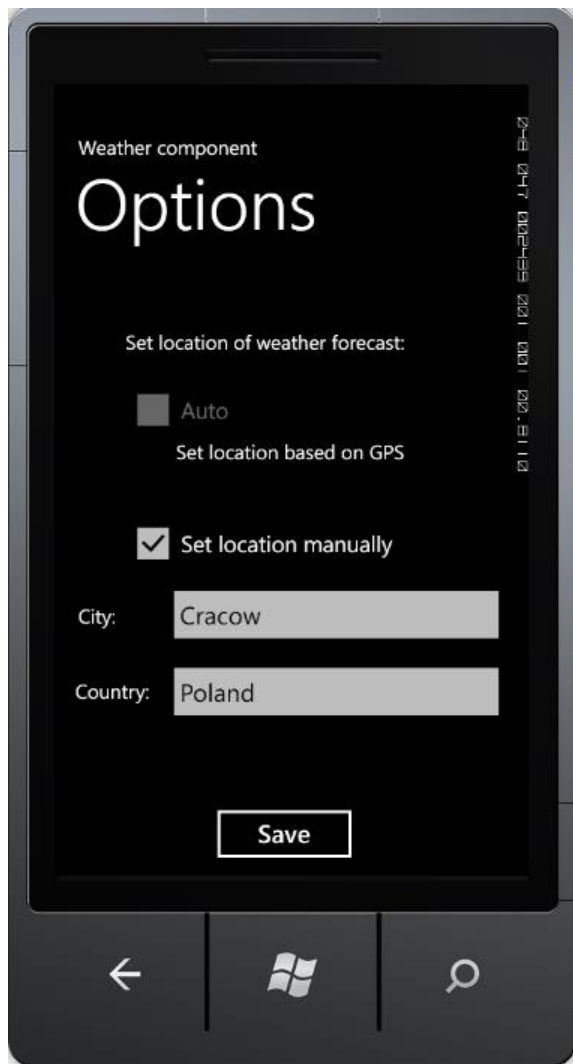 Weather component
Options
Set location of weather forecast:
Auto
Set location based on GPS
Set location manually
City:
Cracow
Country:
Poland
Save